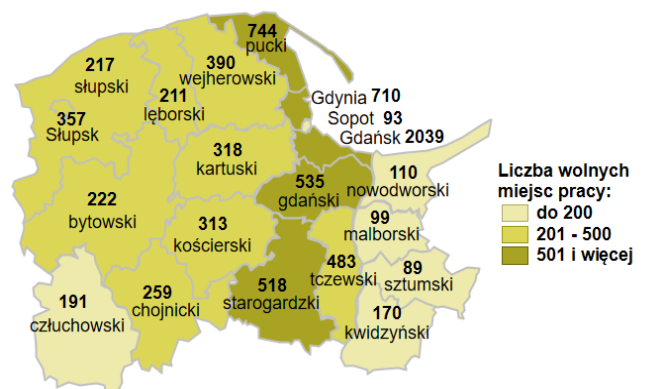 744
pucki
390
wejherowski
217
słupski
211
lęborski
Gdynia 710
Sopot 93
Gdańsk 2039
357
Słupsk
318
kartuski
535
gdański
110
nowodworski
222
bytowski
313
kościerski
99
malborski
483
tczewski
89
sztumski
518
starogardzki
259
chojnicki
191
człuchowski
170
kwidzyński
Liczba wolnych
miejsc pracy:
do 200
201 - 500
501 i więcej